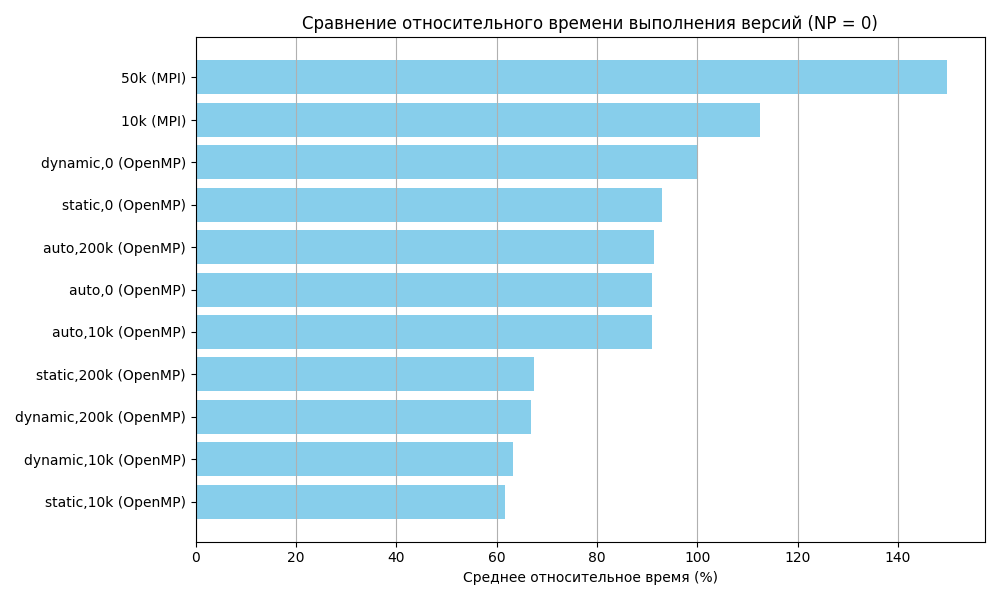 Сравнение относительного времени выполнения версий (NP = 0)
50k (MPI)
10k (MPI)
dynamic,0 (OpenMP)
static,0 (OpenMP)
auto,200k (OpenMP)
auto,0 (OpenMP)
auto,10k (OpenMP)
static,200k (OpenMP)
dynamic,200k (OpenMP)
dynamic,10k (OpenMP)
static,10k (OpenMP)
0 20 40 60 80 100 120 140
Среднее относительное время (%)